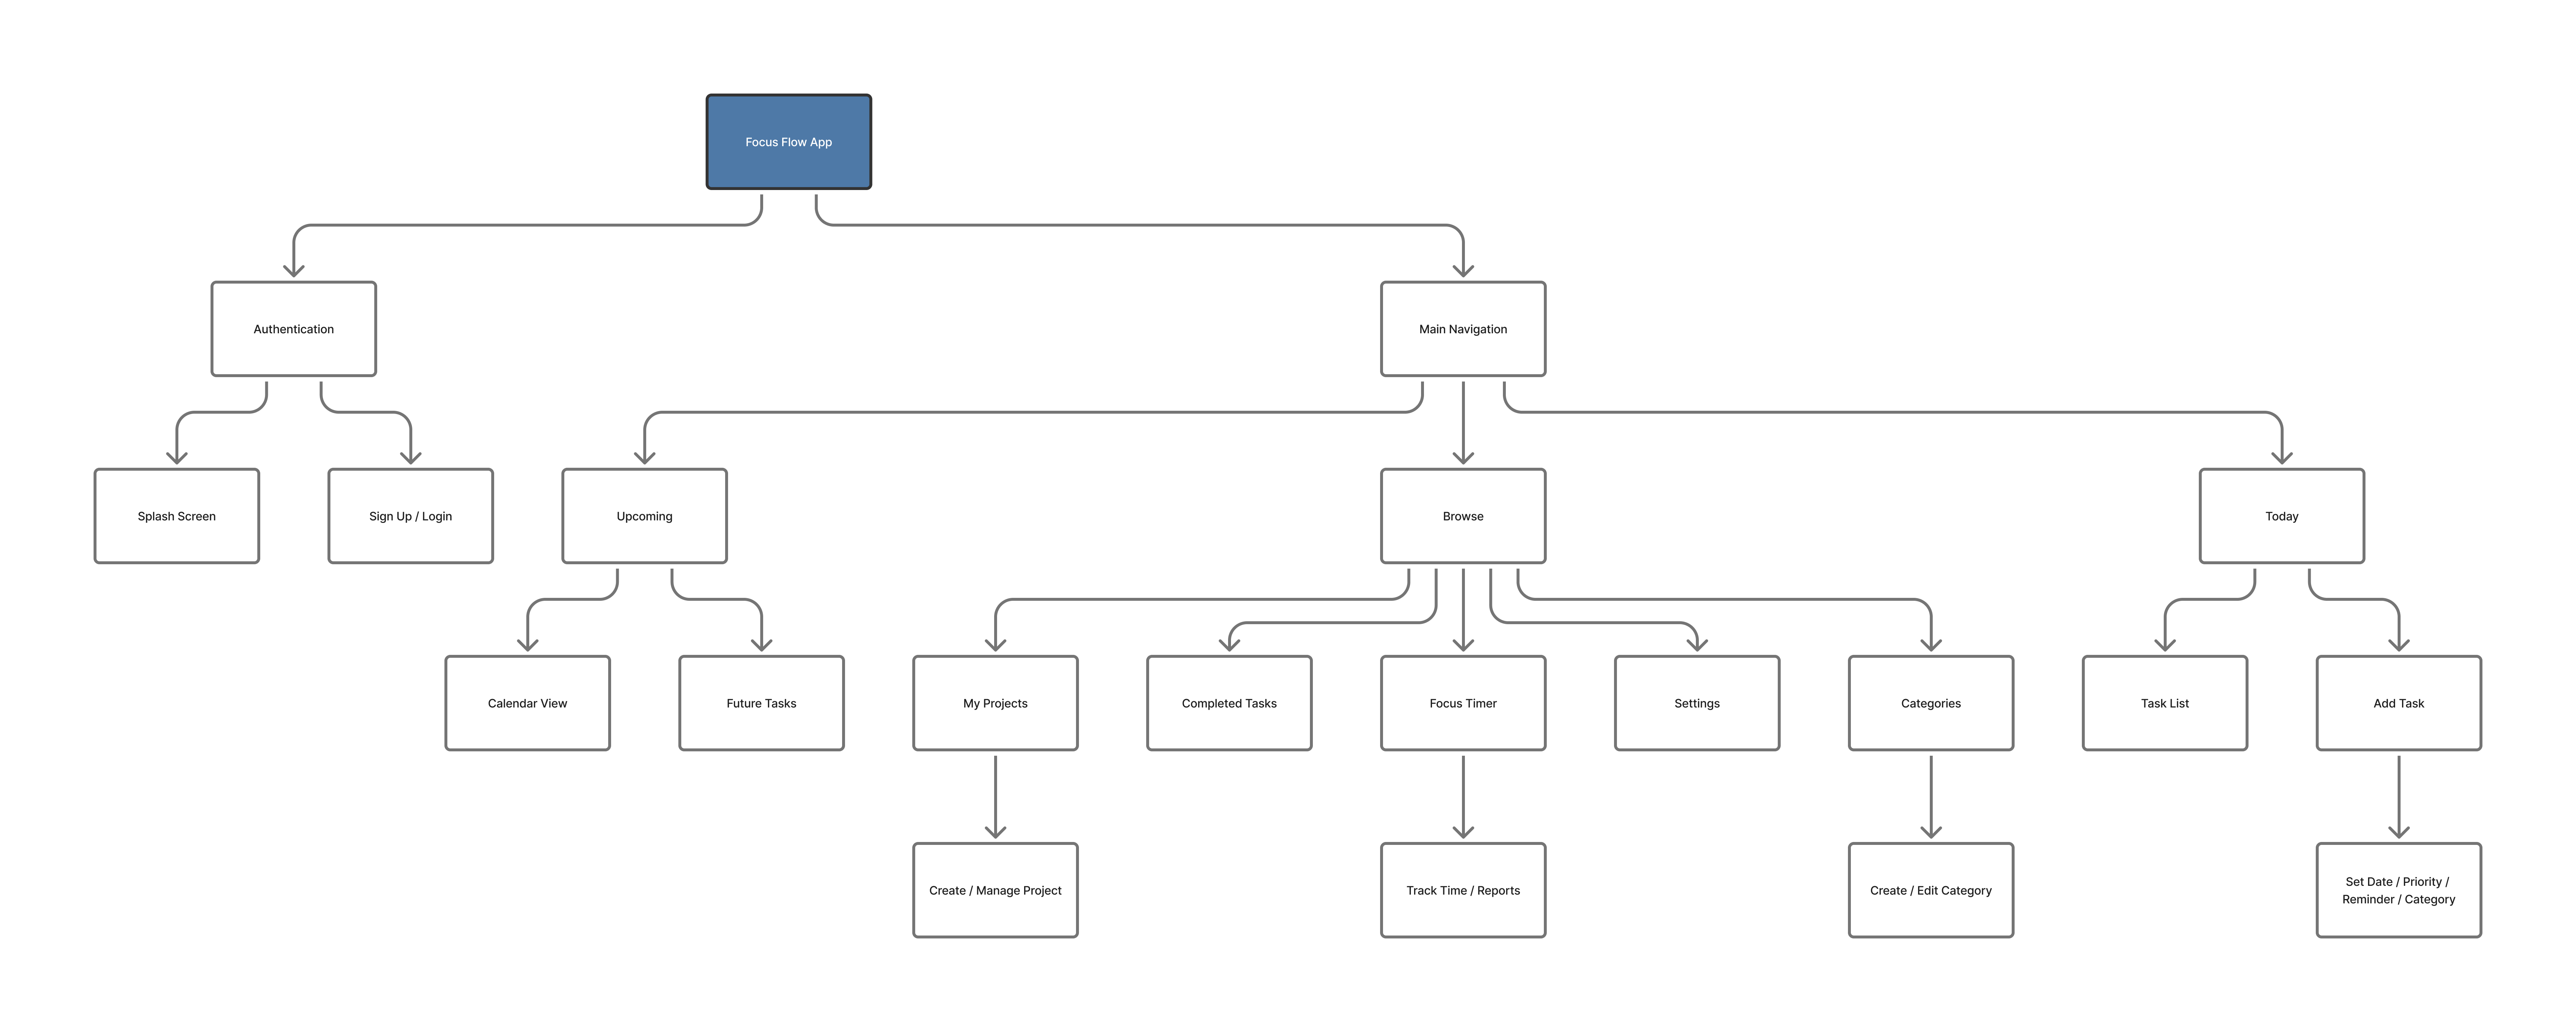 Focus Flow App
Authentication
Main Navigation
Splash Screen
Sign Up / Login
Upcoming
Browse
Today
Calendar View
Future Tasks
My Projects
Completed Tasks
Focus Timer
Settings
Categories
Task List
Add Task
Create / Manage Project
Track Time / Reports
Create / Edit Category
Set Date / Priority /
Reminder / Category